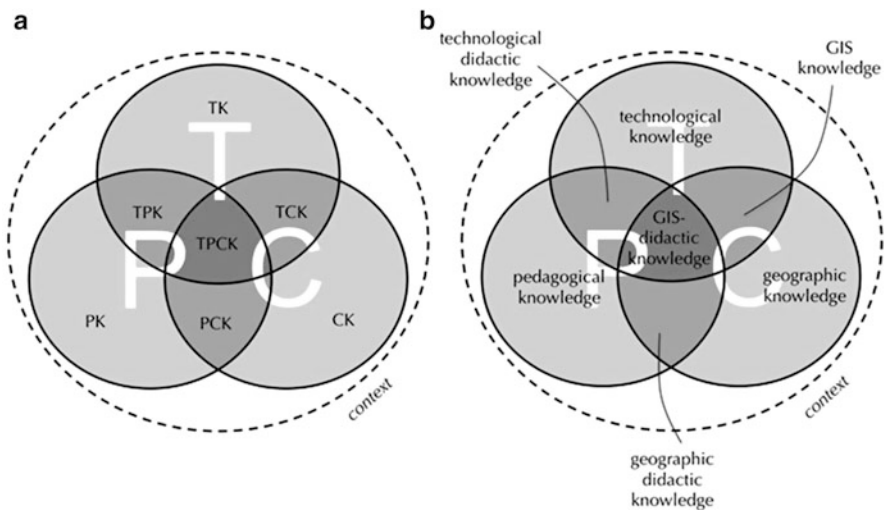 a
TK
T
TPK
TCK
TPCK
P
C
PK
PCK
CK
context
b
technological
didactic
knowledge
GIS
knowledge
technological
knowledge
T
GIS-
didactic
knowledge
P
C
pedagogical
knowledge
geographic
knowledge
context
geographic
didactic
knowledge